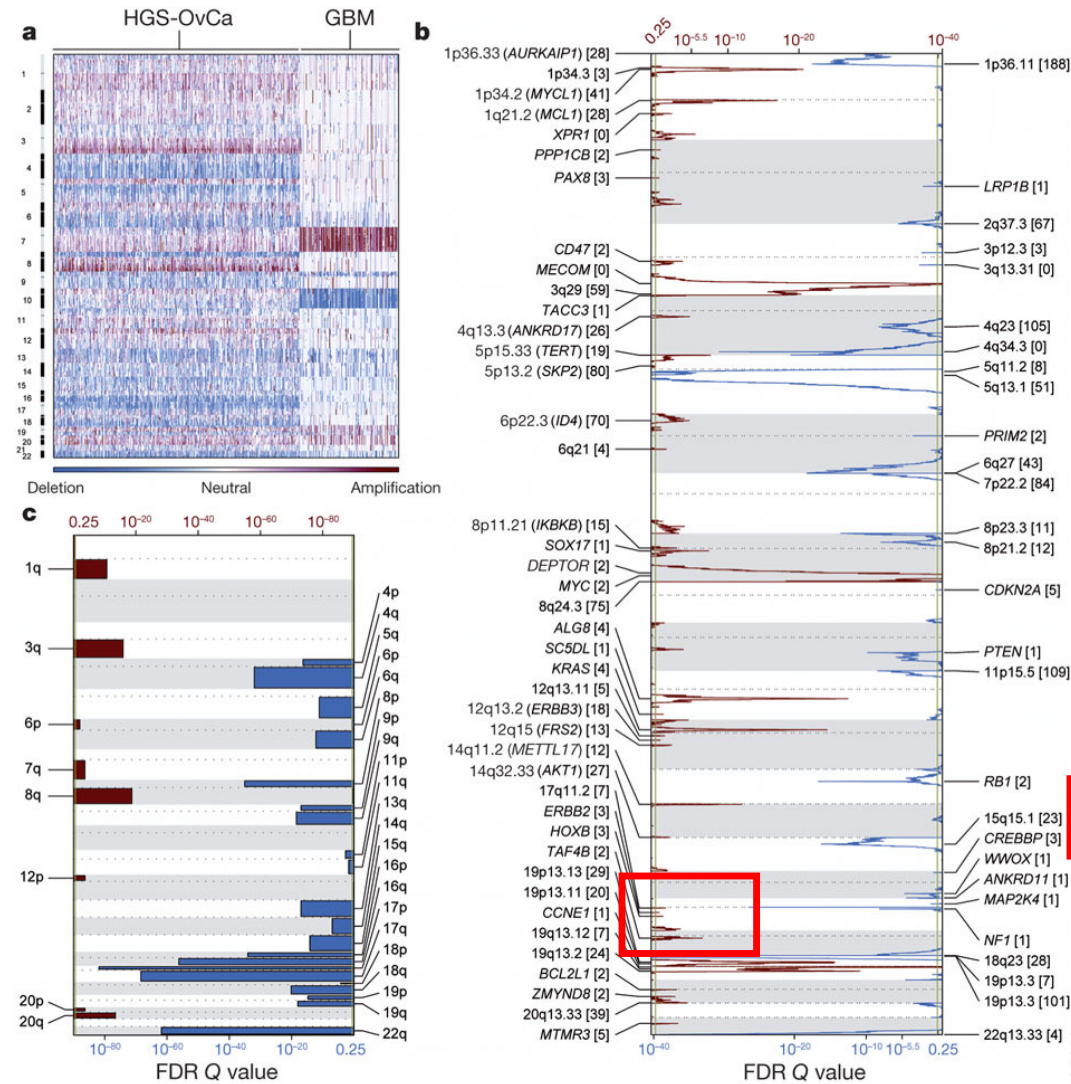 a
HGS-OvCa GBM
1
2
3
4
5
6
7
8
9
10
11
12
13
14
15
16
17
18
19
20
21
22
Deletion Neutral Amplification
b
0.25 10⁻⁵·⁵ 10⁻¹⁰ 10⁻²⁰ 10⁻⁴⁰
1p36.33 (AURKAIP1) [28]
1p34.3 [3]
1p34.2 (MYCL1) [41]
1q21.2 (MCL1) [28]
XPR1 [0]
PPP1CB [2]
PAX8 [3]
CD47 [2]
MECOM [0]
3q29 [59]
TACC3 [1]
4q13.3 (ANKRD17) [26]
5p15.33 (TERT) [19]
5p13.2 (SKP2) [80]
6p22.3 (ID4) [70]
6q21 [4]
8p11.21 (IKBKB) [15]
SOX17 [1]
DEPTOR [2]
MYC [2]
8q24.3 [75]
ALG8 [4]
SC5DL [1]
KRAS [4]
12q13.11 [5]
12q13.2 (ERBB3) [18]
12q15 (FRS2) [13]
14q11.2 (METTL17) [12]
14q32.33 (AKT1) [27]
17q11.2 [7]
ERBB2 [3]
HOXB [3]
TAF4B [2]
19p13.13 [29]
19p13.11 [20]
CCNE1 [1]
19q13.12 [7]
19q13.2 [24]
BCL2L1 [2]
ZMYND8 [2]
20q13.33 [39]
MTMR3 [5]
1p36.11 [188]
LRP1B [1]
2q37.3 [67]
3p12.3 [3]
3q13.31 [0]
4q23 [105]
4q34.3 [0]
5q11.2 [8]
5q13.1 [51]
PRIM2 [2]
6q27 [43]
7p22.2 [84]
8p23.3 [11]
8p21.2 [12]
CDKN2A [5]
PTEN [1]
11p15.5 [109]
RB1 [2]
15q15.1 [23]
CREBBP [3]
WWOX [1]
ANKRD11 [1]
MAP2K4 [1]
NF1 [1]
18q23 [28]
19p13.3 [7]
19p13.3 [101]
22q13.33 [4]
10⁻⁴⁰ 10⁻²⁰ 10⁻¹⁰ 10⁻⁵·⁵ 0.25
FDR Q value
c
0.25 10⁻²⁰ 10⁻⁴⁰ 10⁻⁶⁰ 10⁻⁸⁰
1q
3q
6p
7q
8q
12p
20p
20q
4p
4q
5q
6p
6q
8p
9p
9q
11p
11q
13q
14q
15q
16p
16q
17p
17q
18p
18q
19p
19q
22q
10⁻⁸⁰ 10⁻⁶⁰ 10⁻⁴⁰ 10⁻²⁰ 0.25
FDR Q value